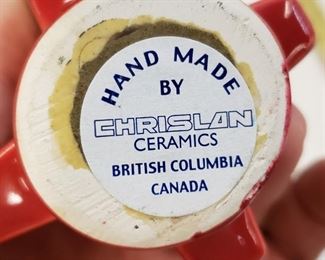 HAND MADE
BY
CHRISLAN
CERAMICS
BRITISH COLUMBIA
CANADA